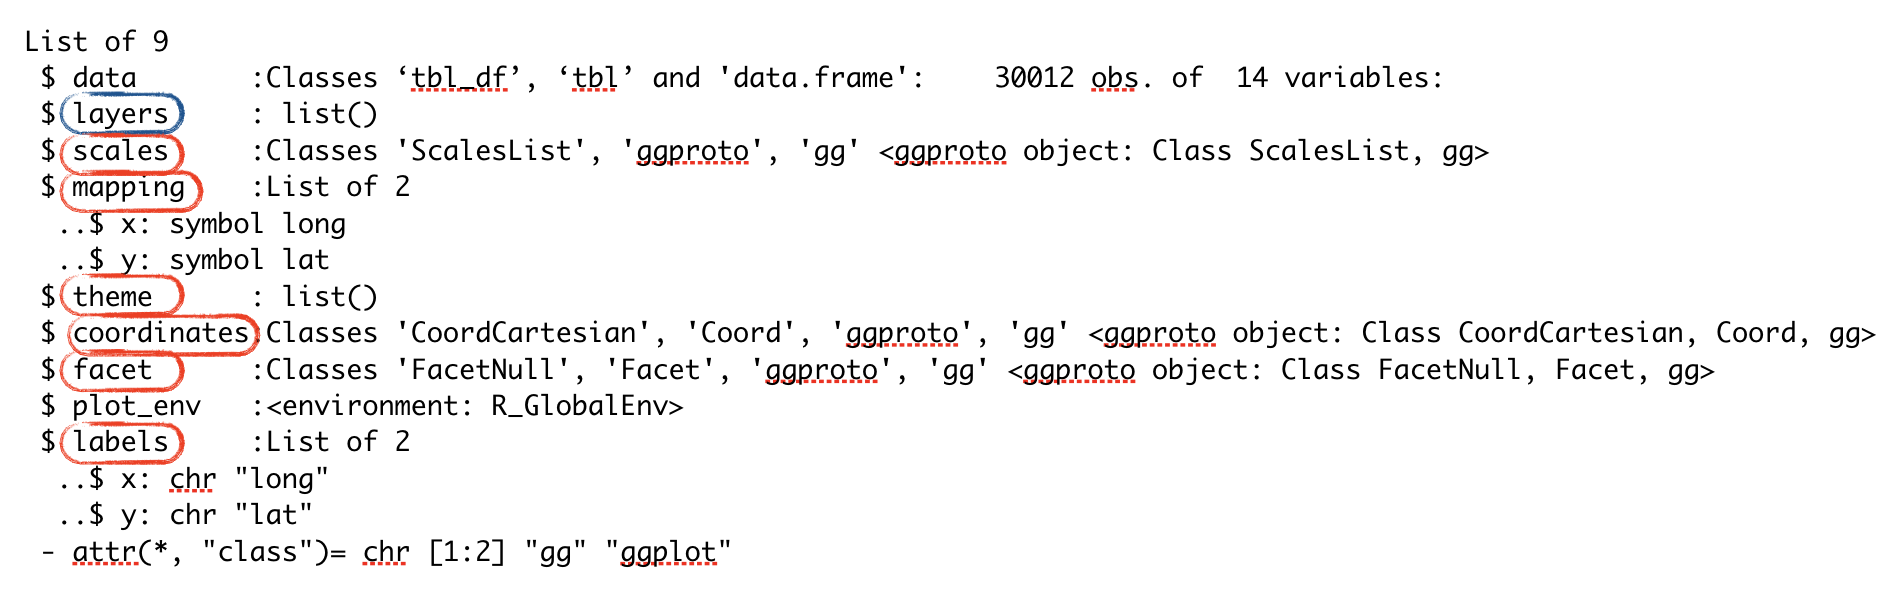 List of 9
$ data       :Classes ‘tbl_df’, ‘tbl’ and 'data.frame':    30012 obs. of  14 variables:
$ layers     : list()
$ scales     :Classes 'ScalesList', 'ggproto', 'gg' <ggproto object: Class ScalesList, gg>
$ mapping    :List of 2
..$ x: symbol long
..$ y: symbol lat
$ theme      : list()
$ coordinates:Classes 'CoordCartesian', 'Coord', 'ggproto', 'gg' <ggproto object: Class CoordCartesian, Coord, gg>
$ facet      :Classes 'FacetNull', 'Facet', 'ggproto', 'gg' <ggproto object: Class FacetNull, Facet, gg>
$ plot_env   :<environment: R_GlobalEnv>
$ labels     :List of 2
..$ x: chr "long"
..$ y: chr "lat"
- attr(*, "class")= chr [1:2] "gg" "ggplot"